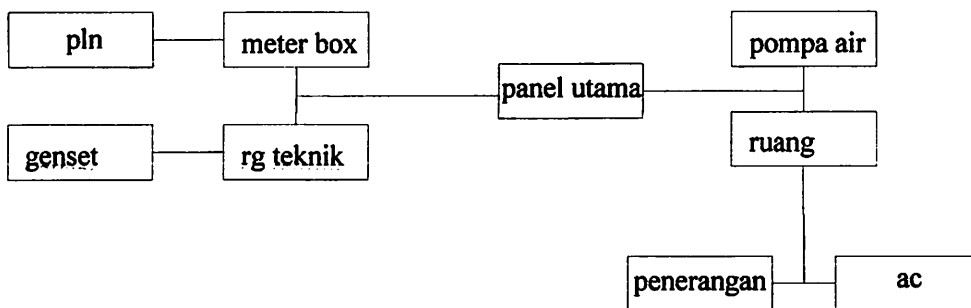 pln
meter box
pompa air
panel utama
genset
rg teknik
ruang
penerangan
ac